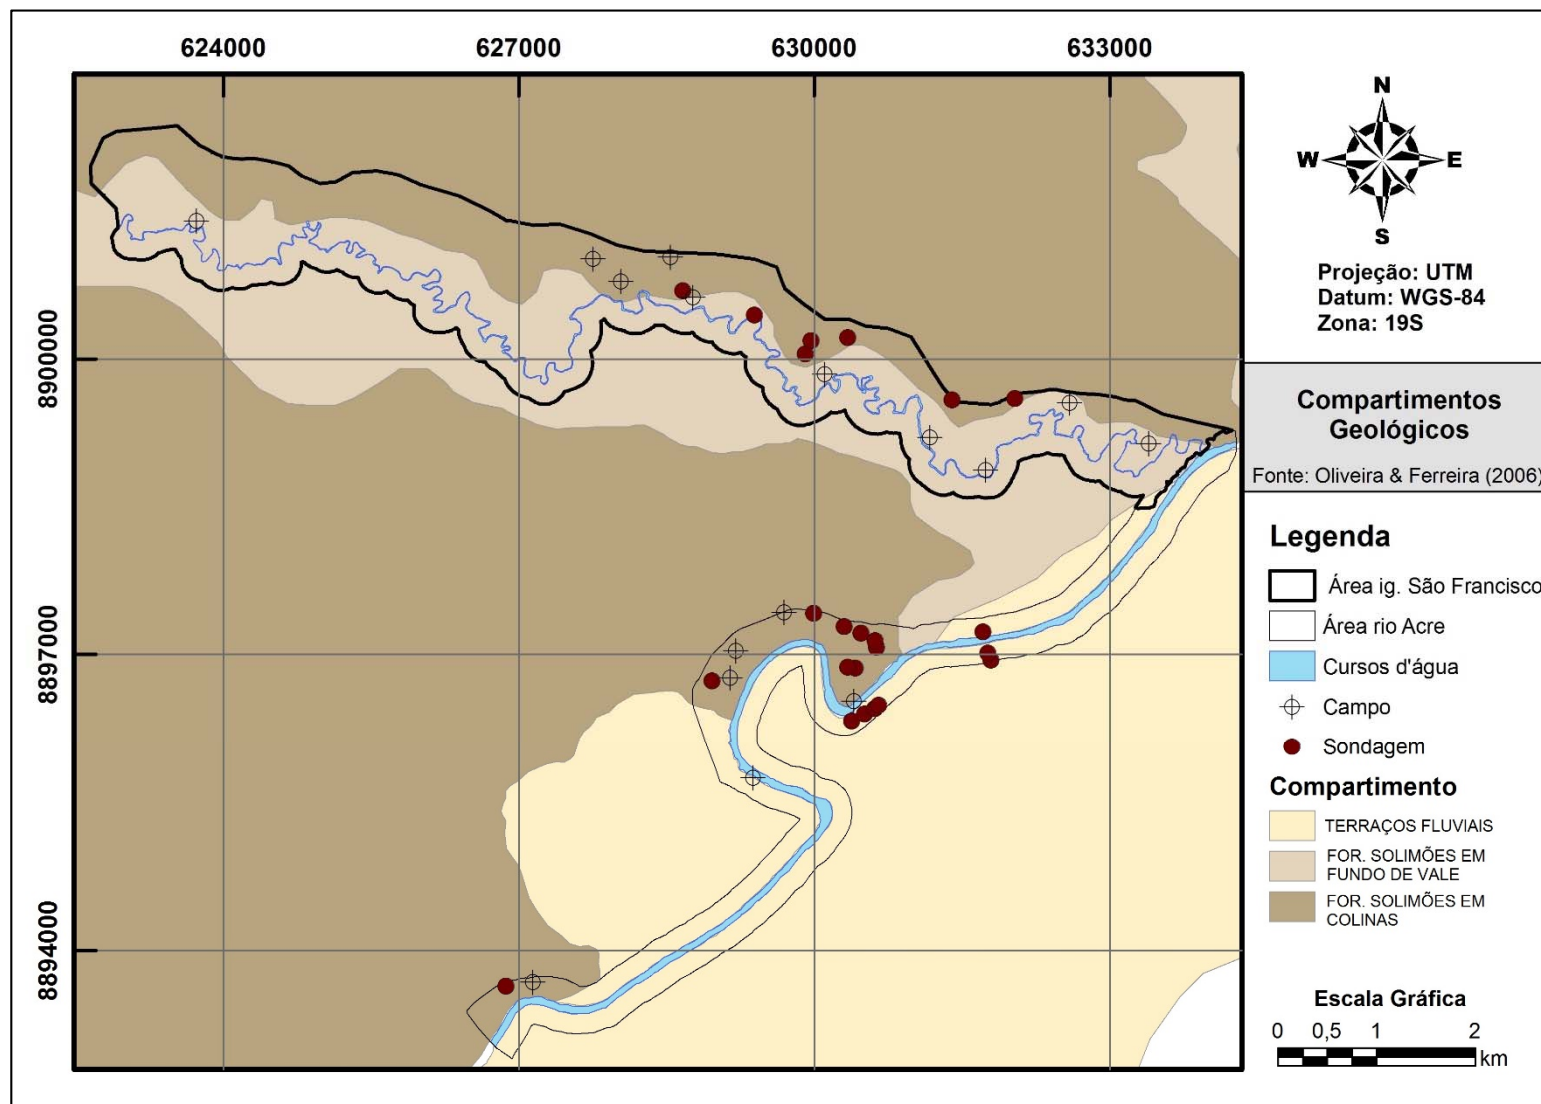 624000
627000
630000
633000
8900000
8897000
8894000
N
W
E
S
Projeção: UTM
Datum: WGS-84
Zona: 19S
Compartimentos
Geológicos
Fonte: Oliveira & Ferreira (2006)
Legenda
Área ig. São Francisco
Área rio Acre
Cursos d'água
Campo
Sondagem
Compartimento
TERRAÇOS FLUVIAIS
FOR. SOLIMÕES EM
FUNDO DE VALE
FOR. SOLIMÕES EM
COLINAS
Escala Gráfica
0 0,5 1 2
km